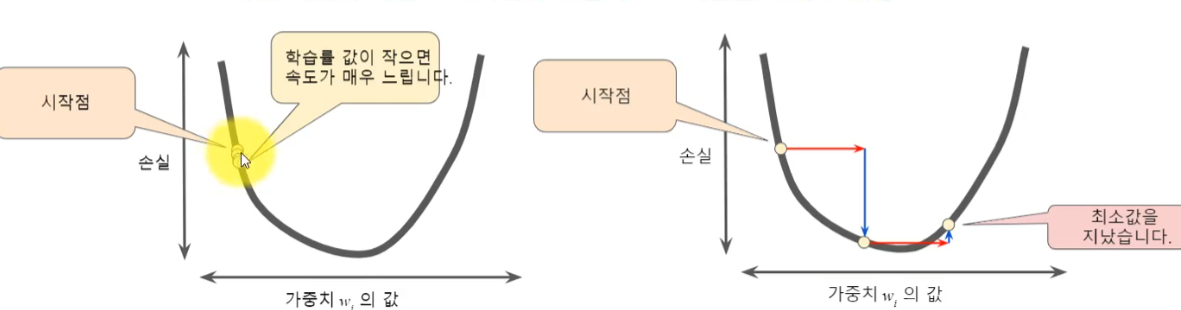 학습률 값이 작으면
속도가 매우 느립니다.
시작점
손실
가중치 wᵢ 의 값
시작점
손실
최소값을
지났습니다.
가중치 wᵢ 의 값